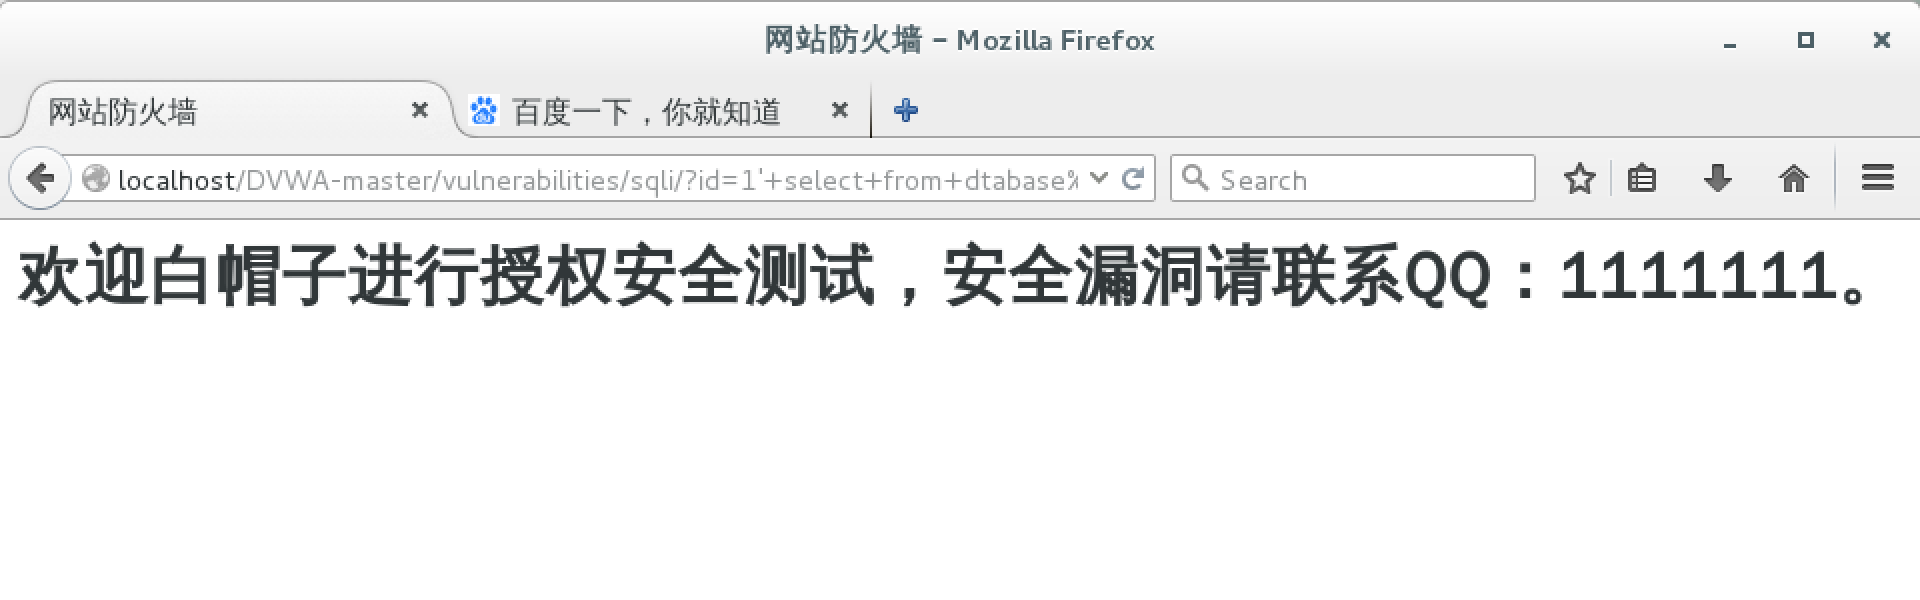 网站防火墙 - Mozilla Firefox
网站防火墙 百度一下，你就知道
localhost/DVWA-master/vulnerabilities/sqli/?id=1'+select+from+dtabase% Search
欢迎白帽子进行授权安全测试，安全漏洞请联系QQ：1111111。